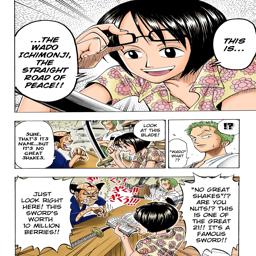 THIS IS...
...THE
WADO
ICHIMONJI,
THE
STRAIGHT
ROAD OF
PEACE!!
!?
"WADO"
WHAT
!?
LOOK AT
THIS
BLADE!
SURE,
THAT'S IT'S
NAME...BUT
IT'S NO
GREAT
SHAKES.
"NO GREAT
SHAKES"!?
ARE YOU
NUTS!?
THIS IS ONE
OF THE
GREAT
21!! IT'S A
FAMOUS
SWORD!!
JUST
LOOK RIGHT
HERE! THIS
SWORD'S
WORTH
10 MILLION
BERRIES!!